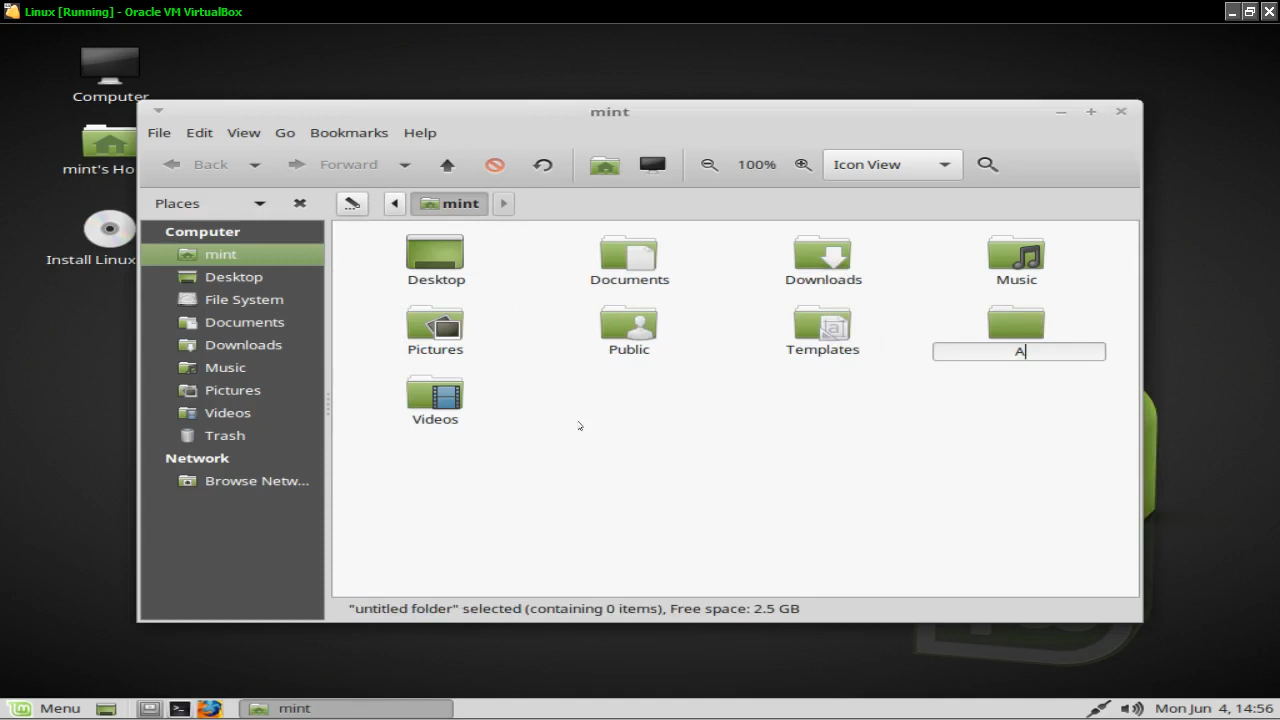 Linux [Running] - Oracle VM VirtualBox
Computer
mint's Ho
Install Linux
mint
File Edit View Go Bookmarks Help
Back Forward 100% Icon View
Places mint
Computer
mint
Desktop
File System
Documents
Downloads
Music
Pictures
Videos
Trash
Network
Browse Netw...
Desktop Documents Downloads Music
Pictures Public Templates A
Videos
"untitled folder" selected (containing 0 items), Free space: 2.5 GB
Menu mint Mon Jun 4, 14:56